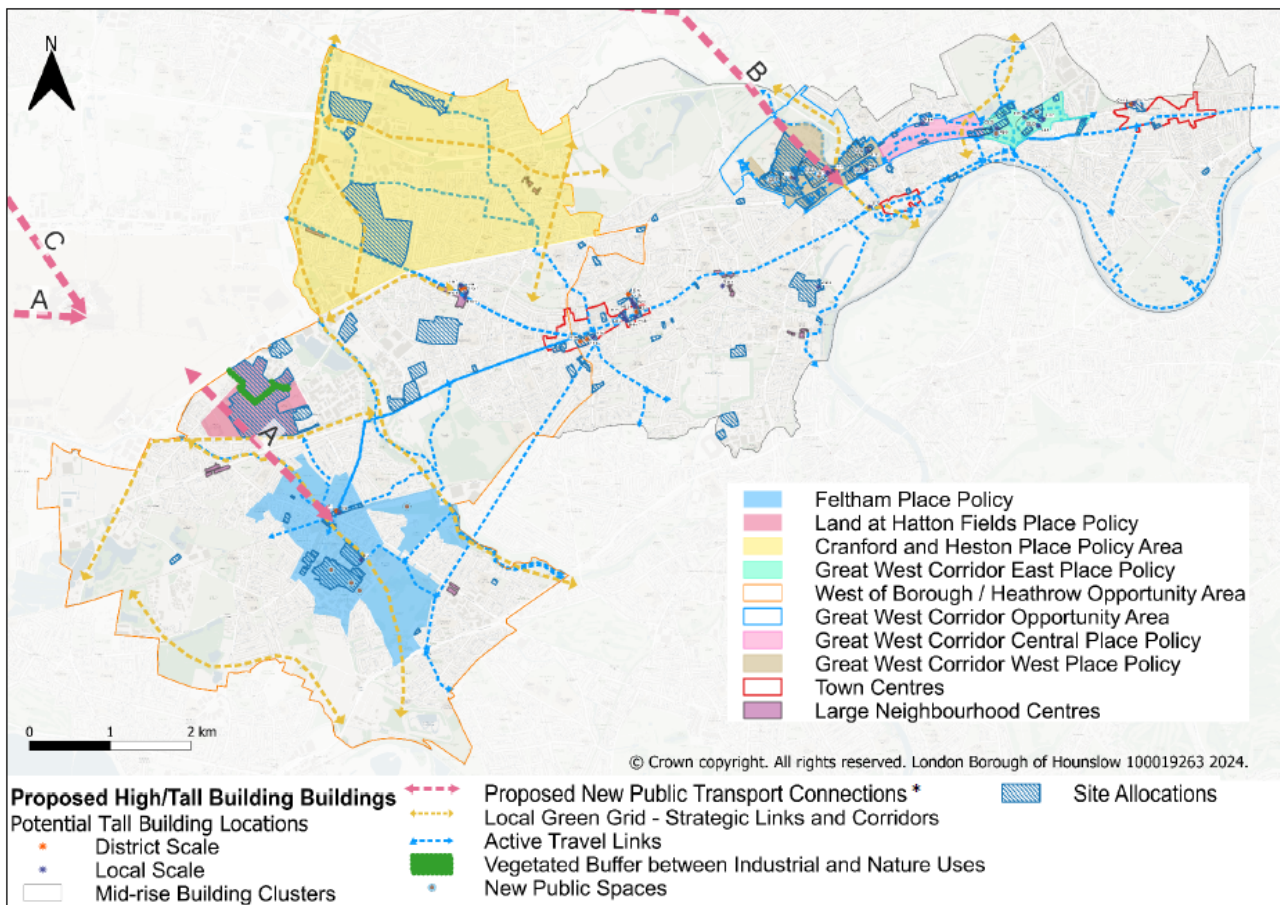 N
B
C
A
A
Feltham Place Policy
Land at Hatton Fields Place Policy
Cranford and Heston Place Policy Area
Great West Corridor East Place Policy
West of Borough / Heathrow Opportunity Area
Great West Corridor Opportunity Area
Great West Corridor Central Place Policy
Great West Corridor West Place Policy
Town Centres
Large Neighbourhood Centres
0 1 2 km
© Crown copyright. All rights reserved. London Borough of Hounslow 100019263 2024.
Proposed High/Tall Building Buildings
Potential Tall Building Locations
District Scale
Local Scale
Mid-rise Building Clusters
Proposed New Public Transport Connections *
Local Green Grid - Strategic Links and Corridors
Active Travel Links
Vegetated Buffer between Industrial and Nature Uses
New Public Spaces
Site Allocations